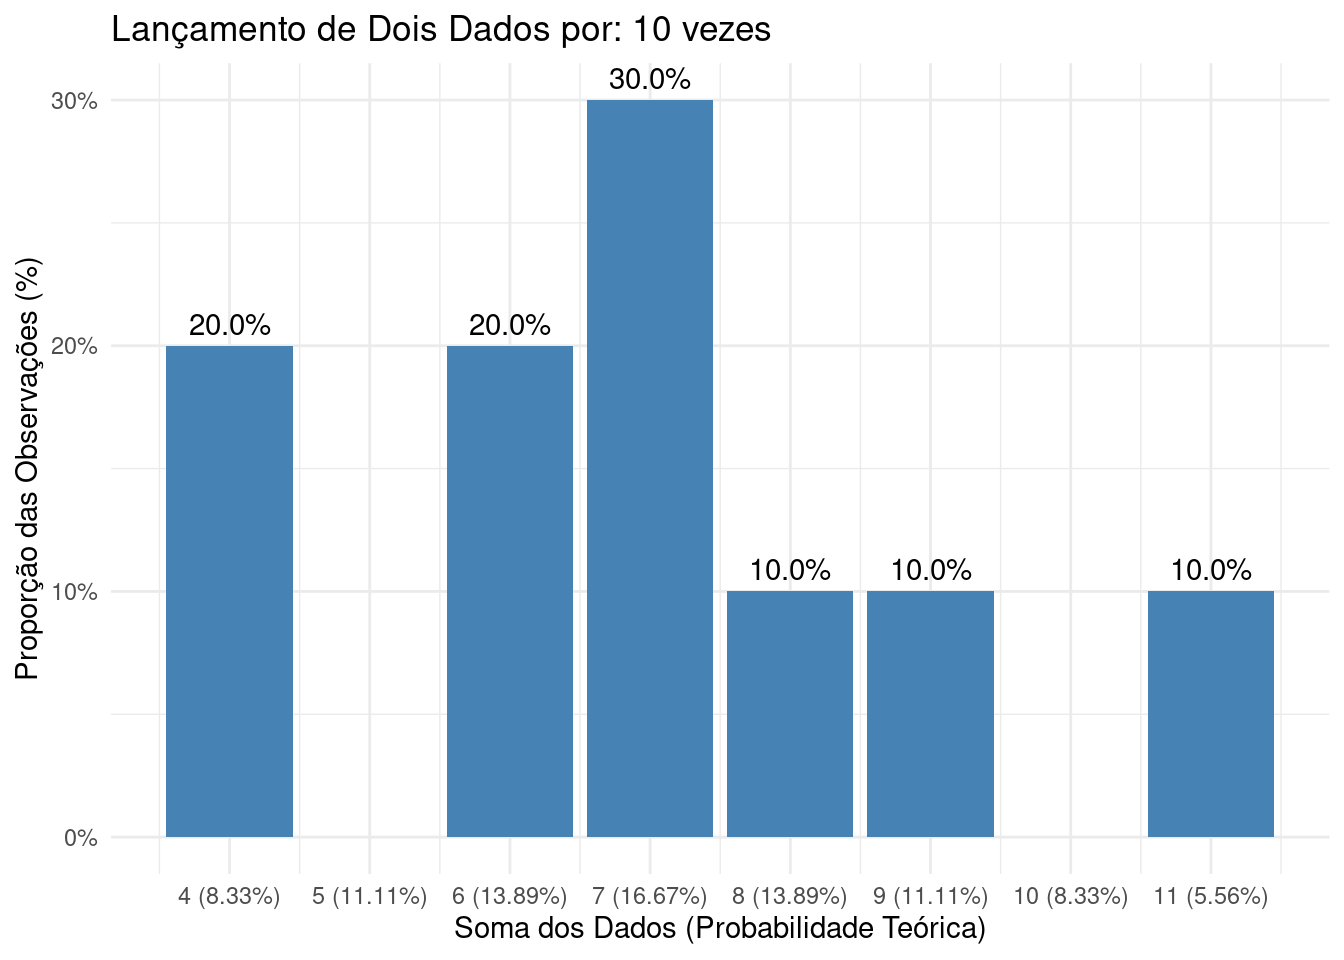 Lançamento de Dois Dados por: 10 vezes
Proporção das Observações (%)
30%
20%
10%
0%
20.0%
20.0%
30.0%
10.0%
10.0%
10.0%
4 (8.33%) 5 (11.11%) 6 (13.89%) 7 (16.67%) 8 (13.89%) 9 (11.11%) 10 (8.33%) 11 (5.56%)
Soma dos Dados (Probabilidade Teórica)